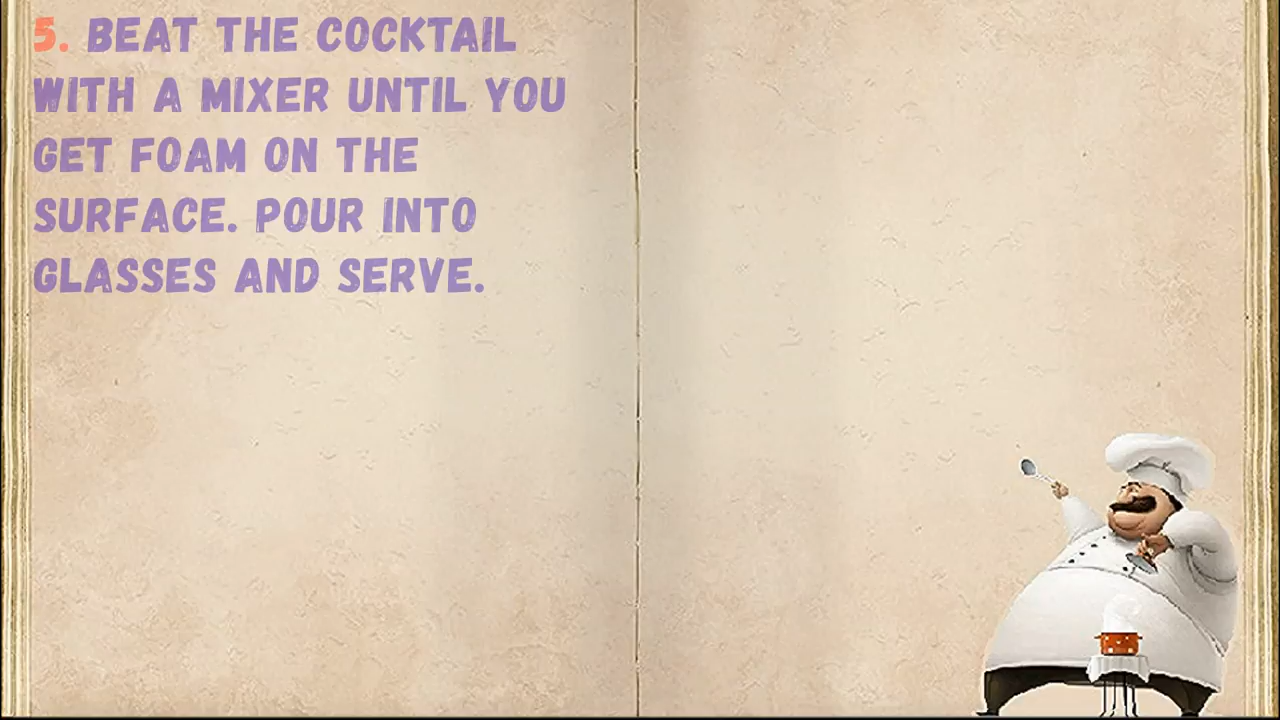 5. BEAT THE COCKTAIL
WITH A MIXER UNTIL YOU
GET FOAM ON THE
SURFACE. POUR INTO
GLASSES AND SERVE.